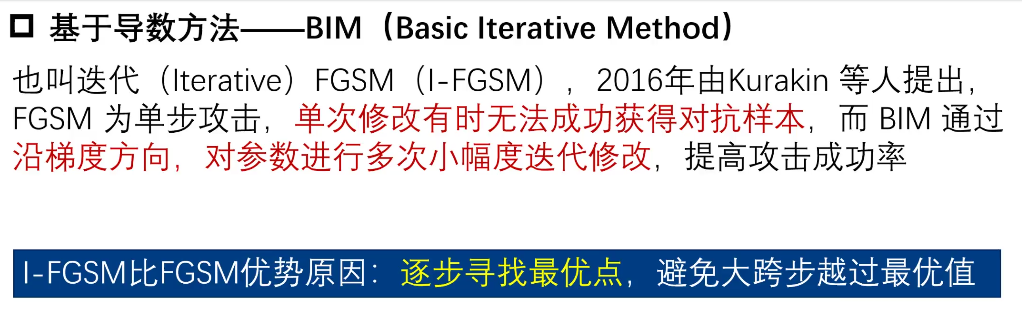 基于导数方法——BIM（Basic Iterative Method）
也叫迭代（Iterative）FGSM（I-FGSM），2016年由Kurakin 等人提出，
FGSM 为单步攻击，单次修改有时无法成功获得对抗样本，而 BIM 通过
沿梯度方向，对参数进行多次小幅度迭代修改，提高攻击成功率
I-FGSM比FGSM优势原因：逐步寻找最优点，避免大跨步越过最优值